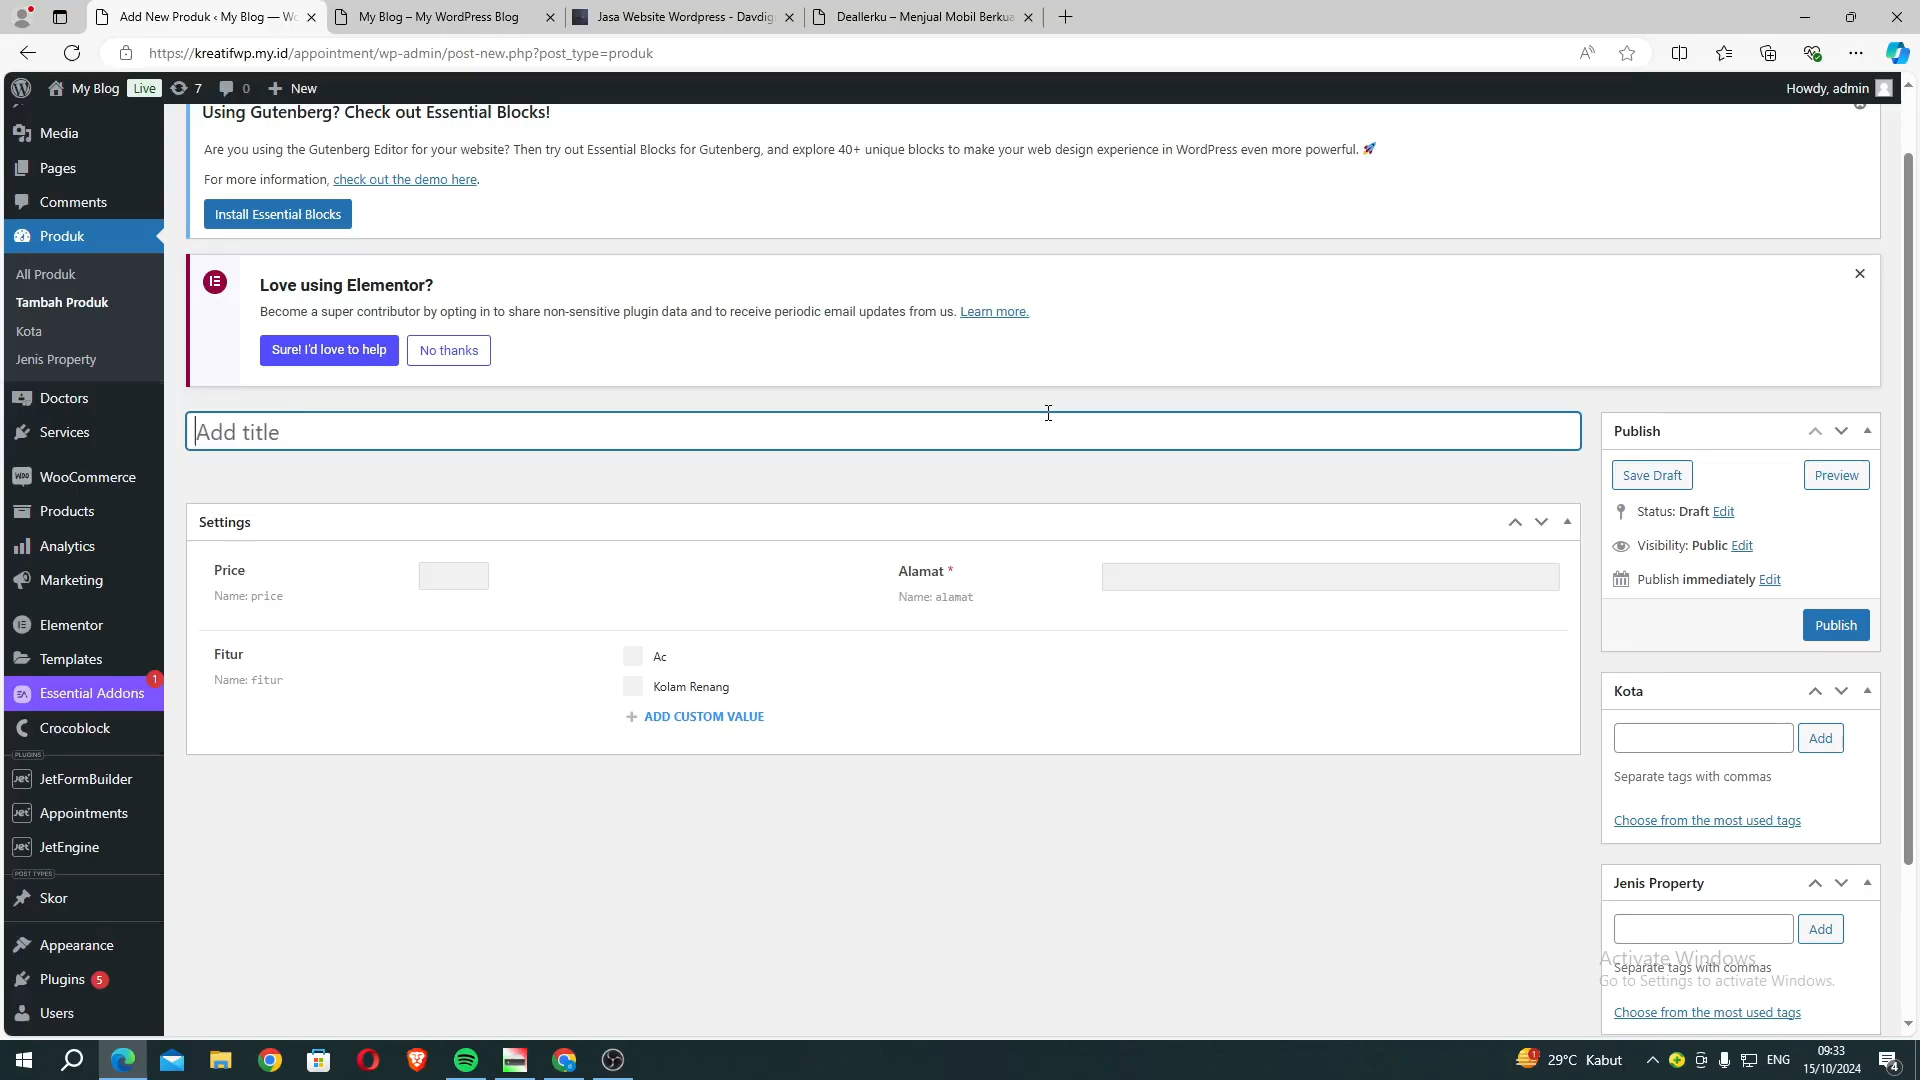 Add New Produk ‹ My Blog — Wo
My Blog – My WordPress Blog
Jasa Website Wordpress - Davdig
Deallerku – Menjual Mobil Berkua
https://kreatifwp.my.id/appointment/wp-admin/post-new.php?post_type=produk
My Blog Live 7 0 New
Howdy, admin
Media
Pages
Comments
Produk
All Produk
Tambah Produk
Kota
Jenis Property
Doctors
Services
WooCommerce
Products
Analytics
Marketing
Elementor
Templates
Essential Addons 1
Crocoblock
PLUGINS
JetFormBuilder
Appointments
JetEngine
POST TYPES
Skor
Appearance
Plugins 5
Users
Using Gutenberg? Check out Essential Blocks!
Are you using the Gutenberg Editor for your website? Then try out Essential Blocks for Gutenberg, and explore 40+ unique blocks to make your web design experience in WordPress even more powerful. 🚀
For more information, check out the demo here.
Install Essential Blocks
Love using Elementor?
Become a super contributor by opting in to share non-sensitive plugin data and to receive periodic email updates from us. Learn more.
Sure! I'd love to help
No thanks
Add title
Settings
Price
Name: price
Alamat *
Name: alamat
Fitur
Name: fitur
Ac
Kolam Renang
ADD CUSTOM VALUE
Publish
Save Draft
Preview
Status: Draft Edit
Visibility: Public Edit
Publish immediately Edit
Publish
Kota
Add
Separate tags with commas
Choose from the most used tags
Jenis Property
Add
Separate tags with commas
Choose from the most used tags
Activate Windows
Go to Settings to activate Windows.
29°C Kabut
ENG
09:33
15/10/2024
4